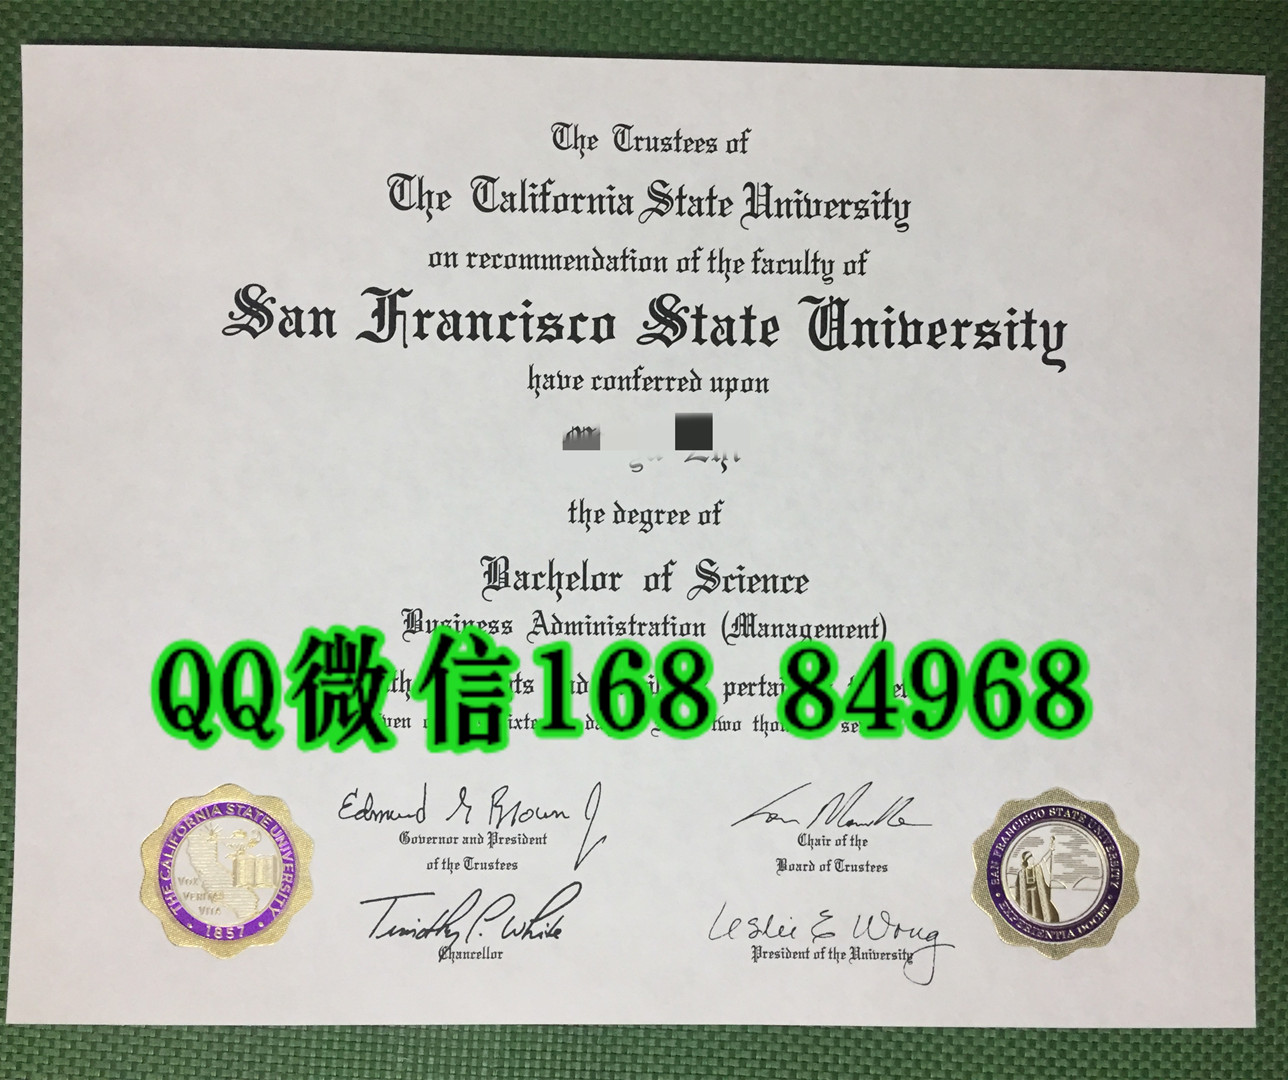 The Trustees of
The California State University
on recommendation of the faculty of
San Francisco State University
have conferred upon
the degree of
Bachelor of Science
Business Administration (Management)
QQ微信168 84968
Edmund G Brown Jr
Governor and President
of the Trustees
Chair of the
Board of Trustees
Timothy P. White
Chancellor
Leslie E Wong
President of the University
THE CALIFORNIA STATE UNIVERSITY
VOX
VERITAS
VITA
1857
SAN FRANCISCO STATE UNIVERSITY
EXPERIENTIA DOCET